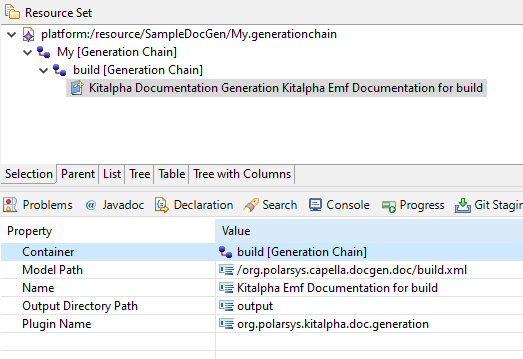 Resource Set
platform:/resource/SampleDocGen/My.generationchain
My [Generation Chain]
build [Generation Chain]
Kitalpha Documentation Generation Kitalpha Emf Documentation for build
Selection Parent List Tree Table Tree with Columns
Problems @ Javadoc Declaration Search Console Progress Git Stagin
Property Value
Container build [Generation Chain]
Model Path /org.polarsys.capella.docgen.doc/build.xml
Name Kitalpha Emf Documentation for build
Output Directory Path output
Plugin Name org.polarsys.kitalpha.doc.generation